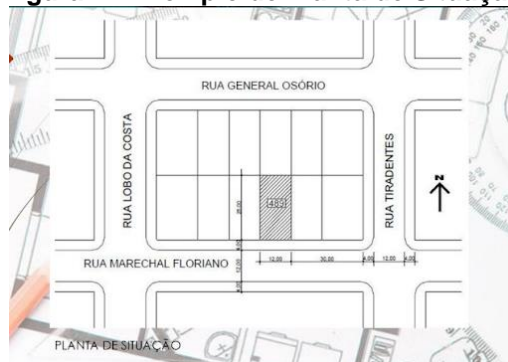 RUA GENERAL OSÓRIO
RUA LOBO DA COSTA
RUA TIRADENTES
N
RUA MARECHAL FLORIANO
12,00
30,00
4,00
12,00
4,00
PLANTA DE SITUAÇÃO